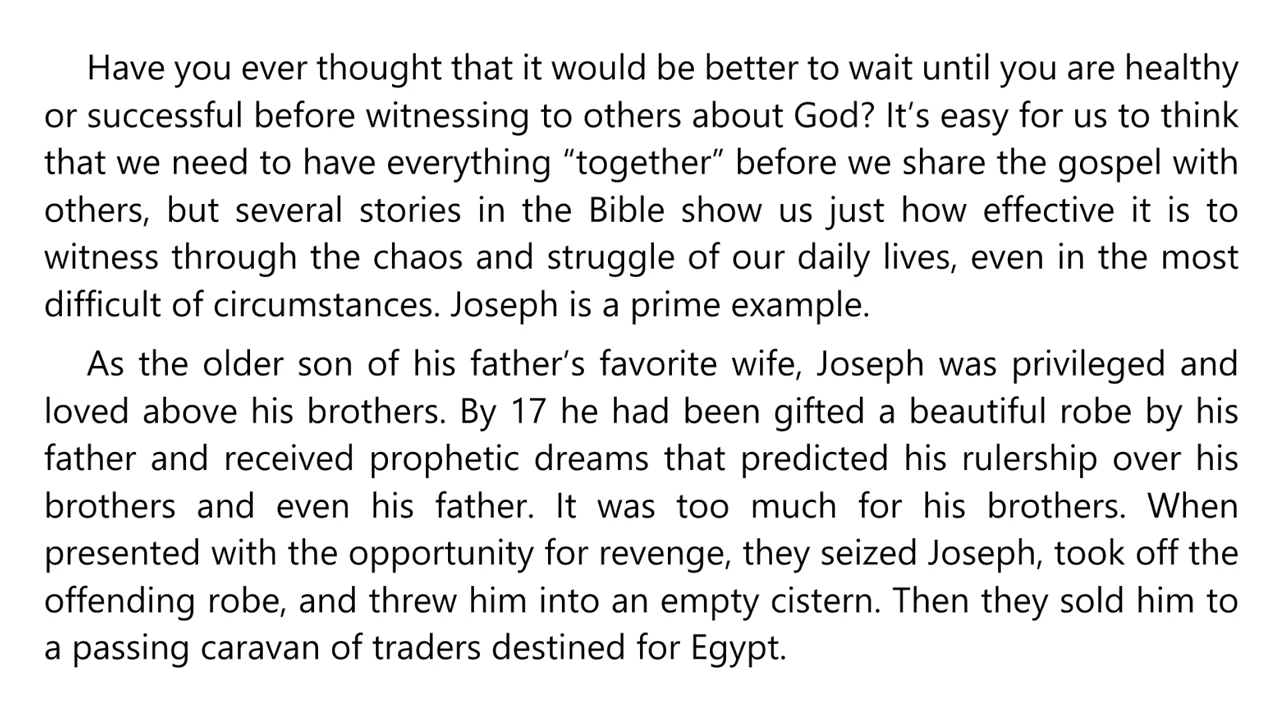 Have you ever thought that it would be better to wait until you are healthy
or successful before witnessing to others about God? It’s easy for us to think
that we need to have everything “together” before we share the gospel with
others, but several stories in the Bible show us just how effective it is to
witness through the chaos and struggle of our daily lives, even in the most
difficult of circumstances. Joseph is a prime example.
As the older son of his father’s favorite wife, Joseph was privileged and
loved above his brothers. By 17 he had been gifted a beautiful robe by his
father and received prophetic dreams that predicted his rulership over his
brothers and even his father. It was too much for his brothers. When
presented with the opportunity for revenge, they seized Joseph, took off the
offending robe, and threw him into an empty cistern. Then they sold him to
a passing caravan of traders destined for Egypt.